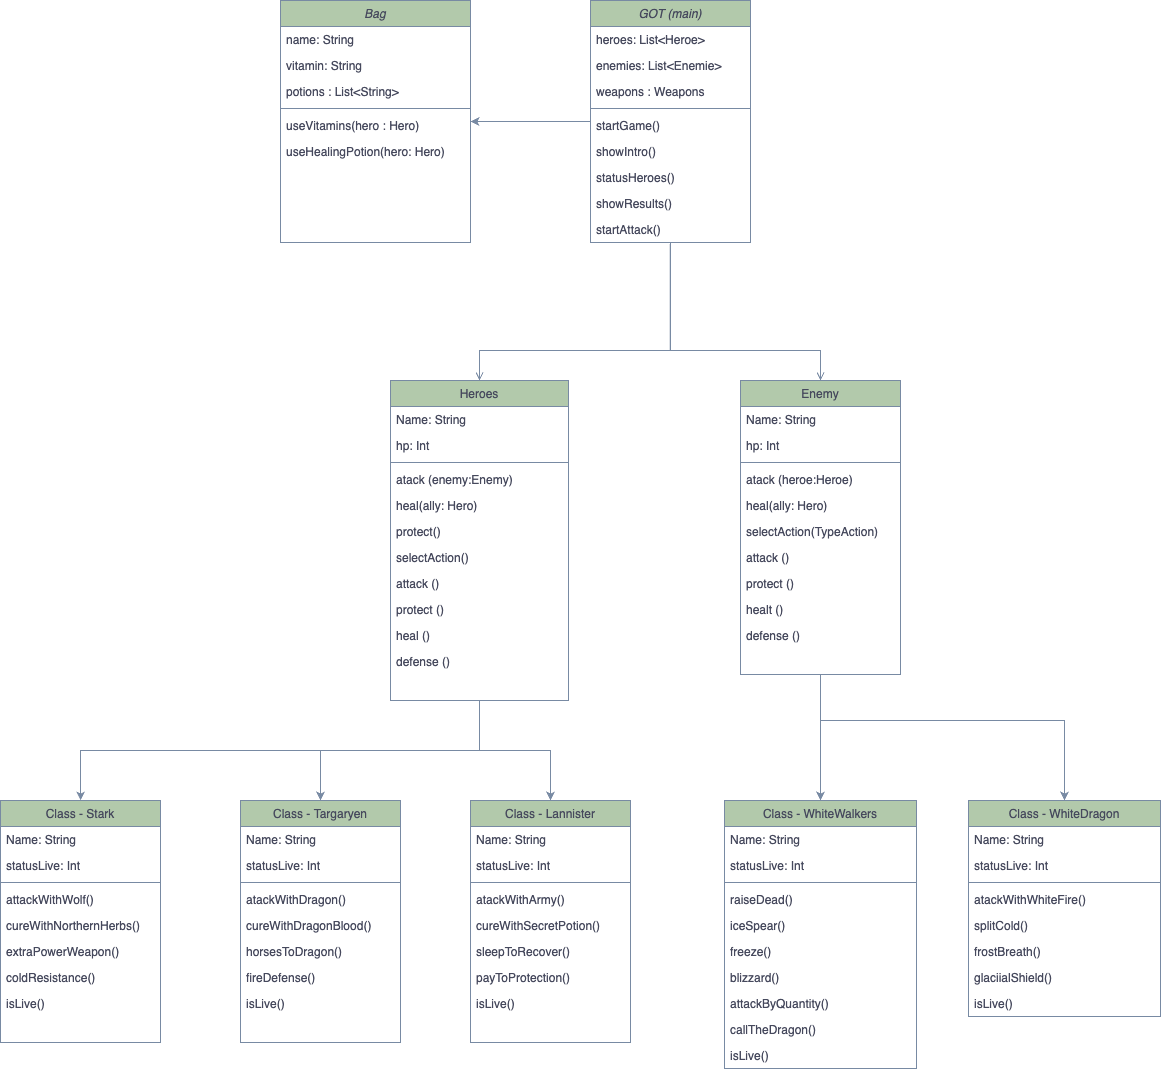 Bag
name: String
vitamin: String
potions : List<String>
useVitamins(hero : Hero)
useHealingPotion(hero: Hero)
GOT (main)
heroes: List<Heroe>
enemies: List<Enemie>
weapons : Weapons
startGame()
showIntro()
statusHeroes()
showResults()
startAttack()
Heroes
Name: String
hp: Int
atack (enemy:Enemy)
heal(ally: Hero)
protect()
selectAction()
attack ()
protect ()
heal ()
defense ()
Enemy
Name: String
hp: Int
atack (heroe:Heroe)
heal(ally: Hero)
selectAction(TypeAction)
attack ()
protect ()
healt ()
defense ()
Class - Stark
Name: String
statusLive: Int
attackWithWolf()
cureWithNorthernHerbs()
extraPowerWeapon()
coldResistance()
isLive()
Class - Targaryen
Name: String
statusLive: Int
atackWithDragon()
cureWithDragonBlood()
horsesToDragon()
fireDefense()
isLive()
Class - Lannister
Name: String
statusLive: Int
atackWithArmy()
cureWithSecretPotion()
sleepToRecover()
payToProtection()
isLive()
Class - WhiteWalkers
Name: String
statusLive: Int
raiseDead()
iceSpear()
freeze()
blizzard()
attackByQuantity()
callTheDragon()
isLive()
Class - WhiteDragon
Name: String
statusLive: Int
atackWithWhiteFire()
splitCold()
frostBreath()
glaciialShield()
isLive()